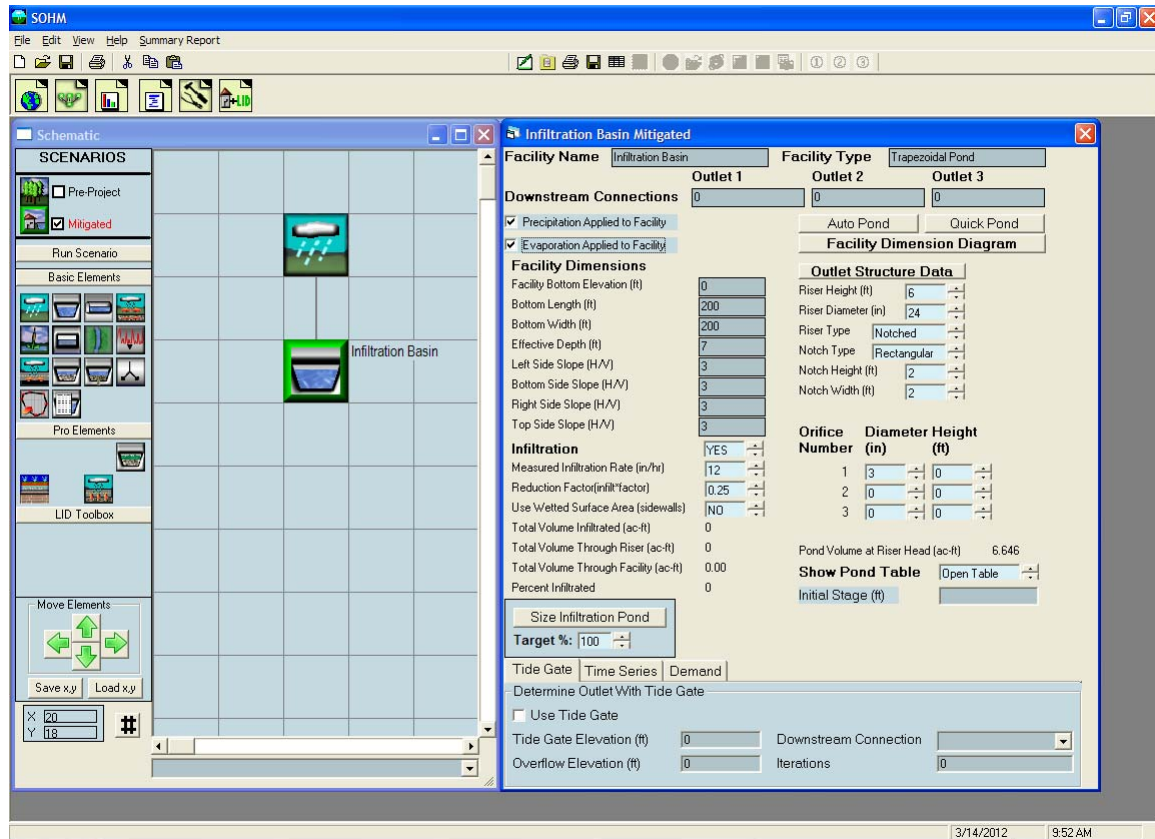 SOHM
File Edit View Help Summary Report
Schematic
SCENARIOS
Pre-Project
Mitigated
Run Scenario
Basic Elements
Pro Elements
LID Toolbox
Move Elements
Save x,y Load x,y
X 20
Y 18
#
+LID
Infiltration Basin
Infiltration Basin Mitigated
Facility Name Infiltration Basin Facility Type Trapezoidal Pond
Outlet 1 Outlet 2 Outlet 3
Downstream Connections 0 0 0
Precipitation Applied to Facility Auto Pond Quick Pond
Evaporation Applied to Facility Facility Dimension Diagram
Facility Dimensions
Facility Bottom Elevation (ft) 0
Bottom Length (ft) 200
Bottom Width (ft) 200
Effective Depth (ft) 7
Left Side Slope (H/V) 3
Bottom Side Slope (H/V) 3
Right Side Slope (H/V) 3
Top Side Slope (H/V) 3
Infiltration YES
Measured Infiltration Rate (in/hr) 12
Reduction Factor(infilt*factor) 0.25
Use Wetted Surface Area (sidewalls) NO
Total Volume Infiltrated (ac-ft) 0
Total Volume Through Riser (ac-ft) 0
Total Volume Through Facility (ac-ft) 0.00
Percent Infiltrated 0
Size Infiltration Pond
Target %: 100
Outlet Structure Data
Riser Height (ft) 6
Riser Diameter (in) 24
Riser Type Notched
Notch Type Rectangular
Notch Height (ft) 2
Notch Width (ft) 2
Orifice Diameter Height
Number (in) (ft)
1 3 0
2 0 0
3 0 0
Pond Volume at Riser Head (ac-ft) 6.646
Show Pond Table Open Table
Initial Stage (ft)
Tide Gate Time Series Demand
Determine Outlet With Tide Gate
Use Tide Gate
Tide Gate Elevation (ft) 0 Downstream Connection
Overflow Elevation (ft) 0 Iterations 0
3/14/2012 9:52 AM